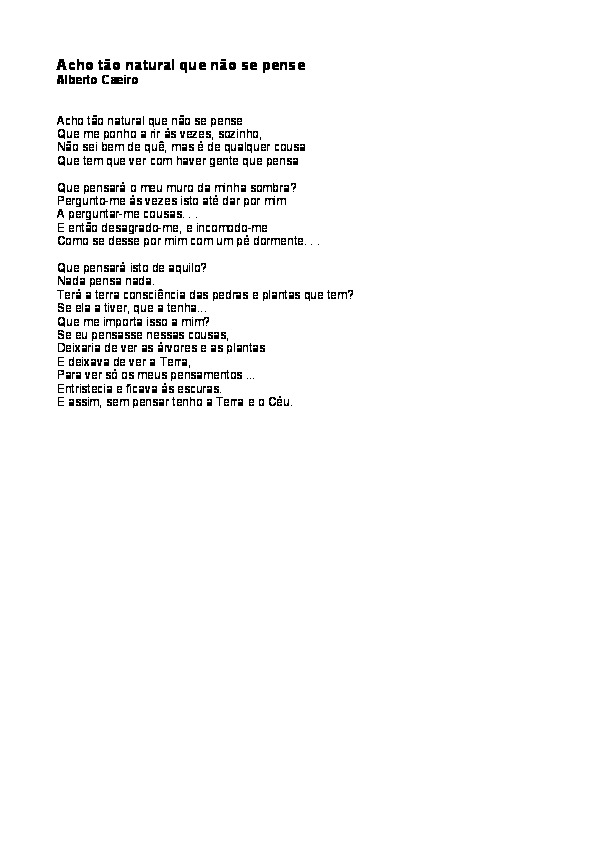 Acho tão natural que não se pense
Alberto Caeiro
Acho tão natural que não se pense
Que me ponho a rir às vezes, sozinho,
Não sei bem de quê, mas é de qualquer cousa
Que tem que ver com haver gente que pensa
Que pensará o meu muro da minha sombra?
Pergunto-me às vezes isto até dar por mim
A perguntar-me cousas. . .
E então desagrado-me, e incomodo-me
Como se desse por mim com um pé dormente. . .
Que pensará isto de aquilo?
Nada pensa nada.
Terá a terra consciência das pedras e plantas que tem?
Se ela a tiver, que a tenha...
Que me importa isso a mim?
Se eu pensasse nessas cousas,
Deixaria de ver as árvores e as plantas
E deixava de ver a Terra,
Para ver só os meus pensamentos ...
Entristecia e ficava às escuras.
E assim, sem pensar tenho a Terra e o Céu.